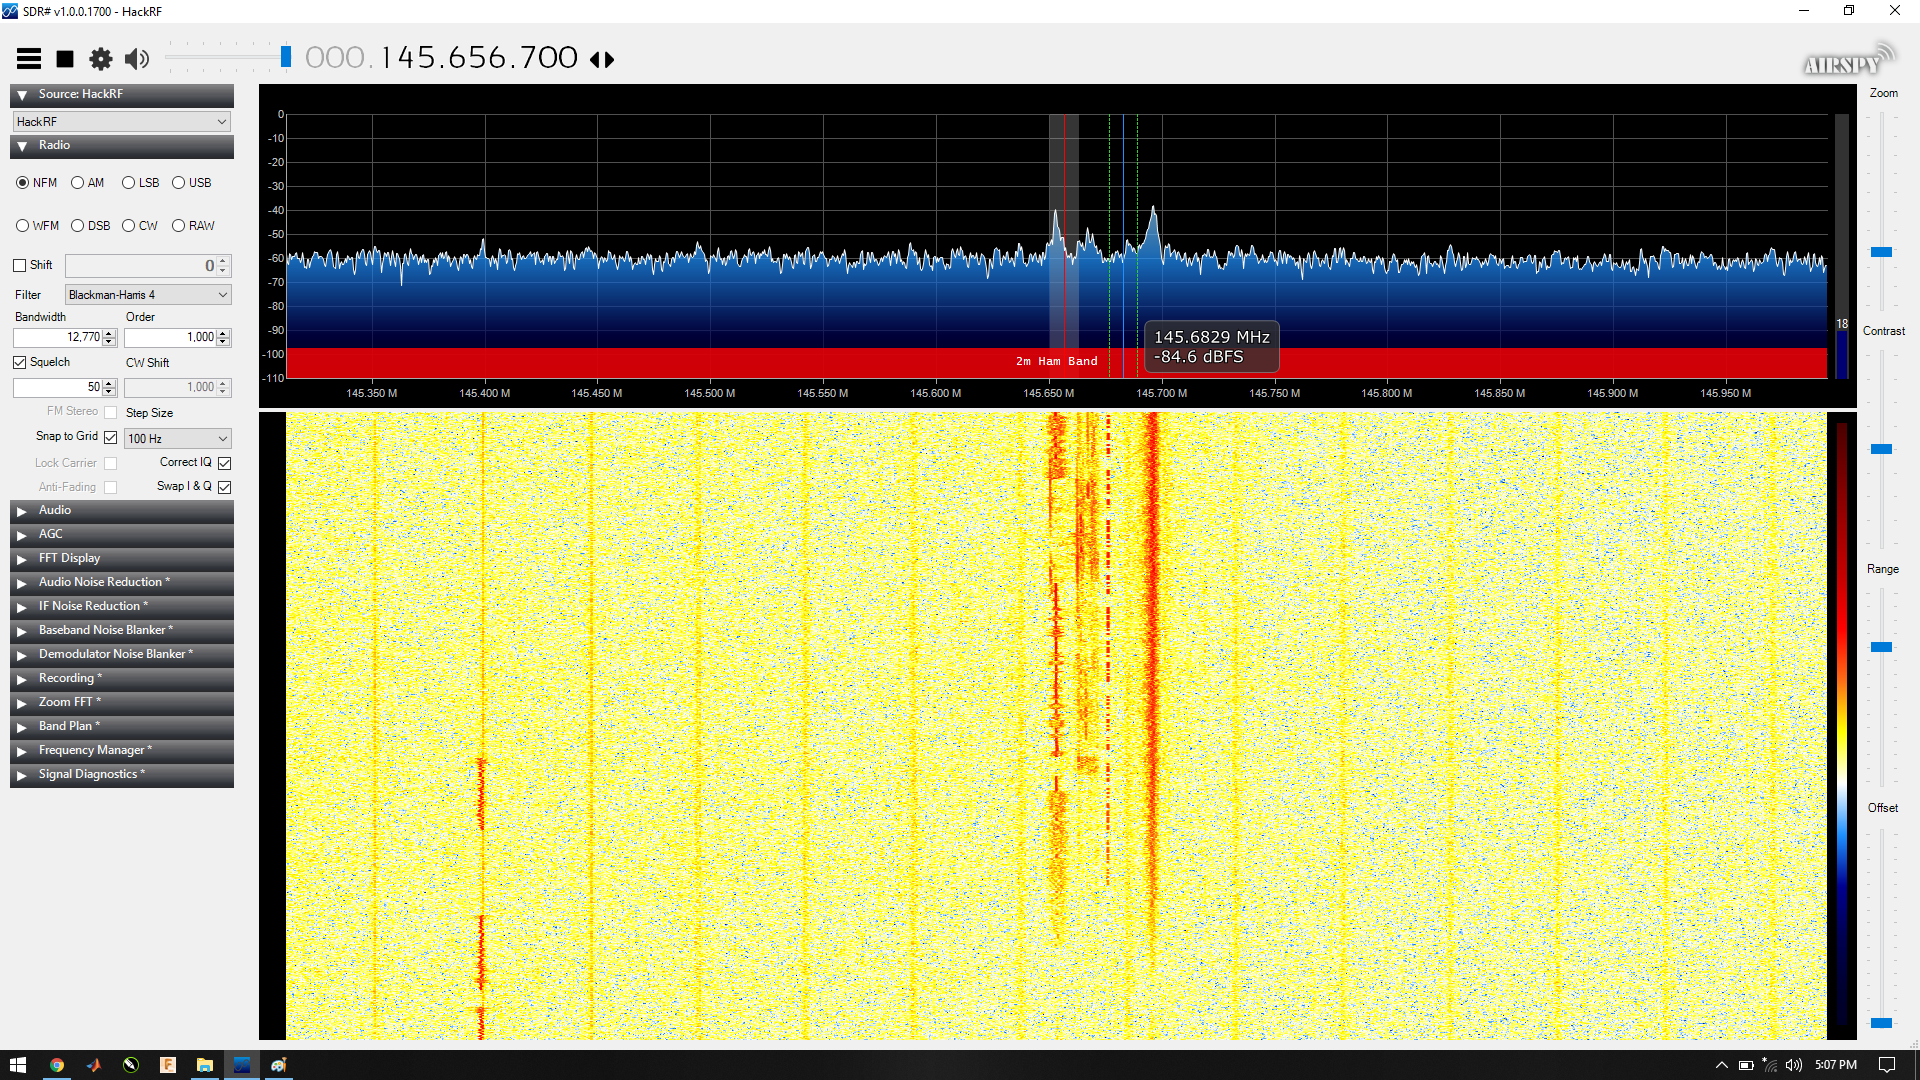 SDR# v1.0.0.1700 - HackRF
000.145.656.700
AIRSPY
Source: HackRF
HackRF
Radio
NFM AM LSB USB
WFM DSB CW RAW
Shift 0
Filter Blackman-Harris 4
Bandwidth Order
12,770 1,000
Squelch CW Shift
50 1,000
FM Stereo Step Size
Snap to Grid 100 Hz
Lock Carrier Correct IQ
Anti-Fading Swap I & Q
Audio
AGC
FFT Display
Audio Noise Reduction *
IF Noise Reduction *
Baseband Noise Blanker *
Demodulator Noise Blanker *
Recording *
Zoom FFT *
Band Plan *
Frequency Manager *
Signal Diagnostics *
0
-10
-20
-30
-40
-50
-60
-70
-80
-90
-100
-110
2m Ham Band
145.6829 MHz
-84.6 dBFS
18
145.350 M 145.400 M 145.450 M 145.500 M 145.550 M 145.600 M 145.650 M 145.700 M 145.750 M 145.800 M 145.850 M 145.900 M 145.950 M
Zoom
Contrast
Range
Offset
5:07 PM